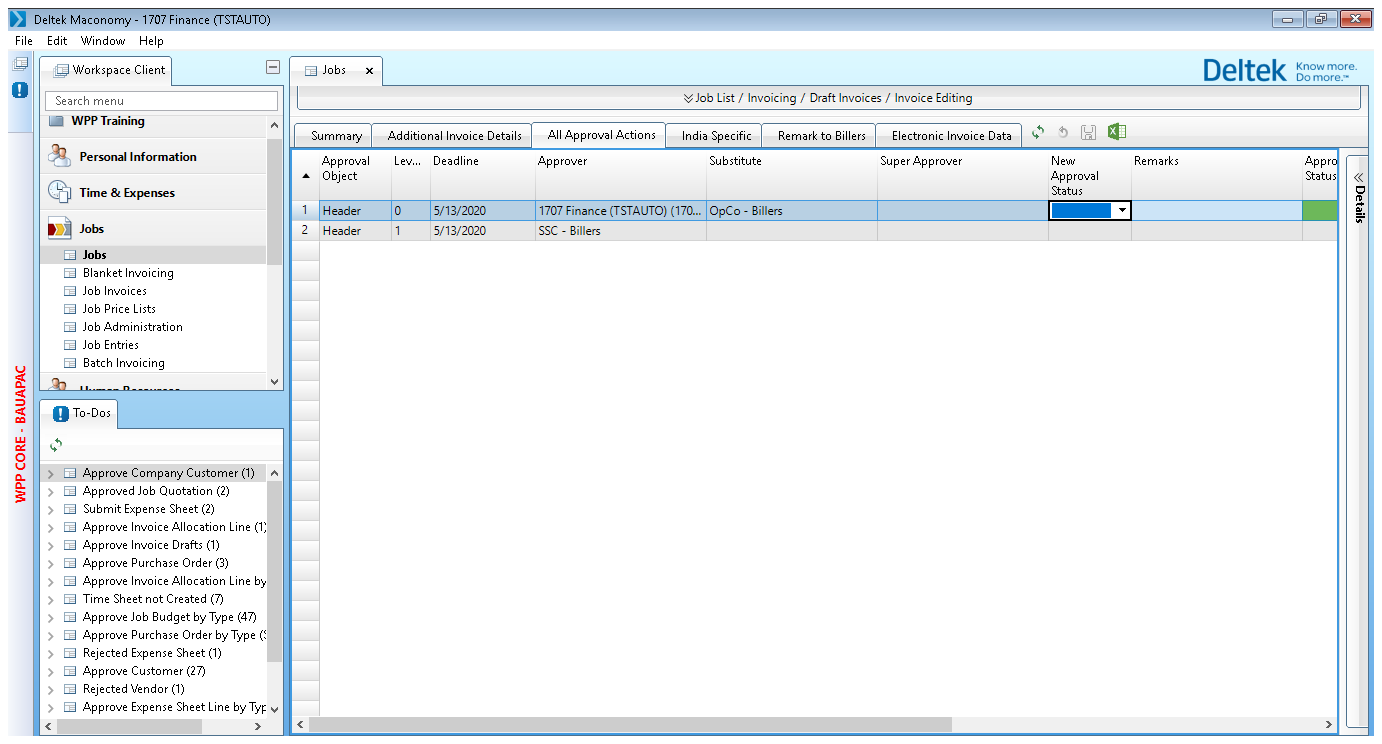 Deltek Maconomy - 1707 Finance (TSTAUTO)
File Edit Window Help
Workspace Client
Search menu
WPP Training
Personal Information
Time & Expenses
Jobs
Jobs
Blanket Invoicing
Job Invoices
Job Price Lists
Job Administration
Job Entries
Batch Invoicing
Human Resources
WPP CORE - BAUAPAC
To-Dos
Approve Company Customer (1)
Approved Job Quotation (2)
Submit Expense Sheet (2)
Approve Invoice Allocation Line (1)
Approve Invoice Drafts (1)
Approve Purchase Order (3)
Approve Invoice Allocation Line by
Time Sheet not Created (7)
Approve Job Budget by Type (47)
Approve Purchase Order by Type (
Rejected Expense Sheet (1)
Approve Customer (27)
Rejected Vendor (1)
Approve Expense Sheet Line by Typ
Jobs
Deltek Know more.
Do more.™
Job List / Invoicing / Draft Invoices / Invoice Editing
Summary Additional Invoice Details All Approval Actions India Specific Remark to Billers Electronic Invoice Data
Approval Lev... Deadline Approver Substitute Super Approver New Remarks Appro
Object Approval Status
Status
1 Header 0 5/13/2020 1707 Finance (TSTAUTO) (170... OpCo - Billers
2 Header 1 5/13/2020 SSC - Billers
Details